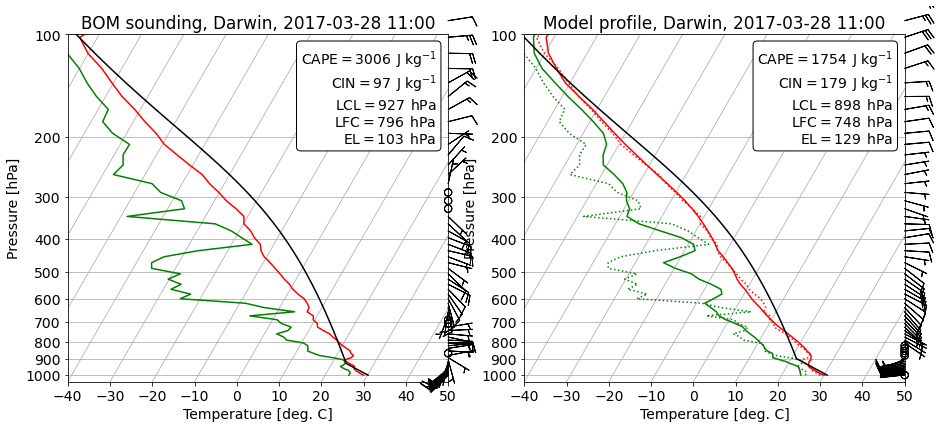 BOM sounding, Darwin, 2017-03-28 11:00
CAPE = 3006 J kg⁻¹
CIN = 97 J kg⁻¹
LCL = 927 hPa
LFC = 796 hPa
EL = 103 hPa
Pressure [hPa]
100
200
300
400
500
600
700
800
900
1000
−40 −30 −20 −10 0 10 20 30 40 50
Temperature [deg. C]
Model profile, Darwin, 2017-03-28 11:00
CAPE = 1754 J kg⁻¹
CIN = 179 J kg⁻¹
LCL = 898 hPa
LFC = 748 hPa
EL = 129 hPa
Pressure [hPa]
100
200
300
400
500
600
700
800
900
1000
−40 −30 −20 −10 0 10 20 30 40 50
Temperature [deg. C]